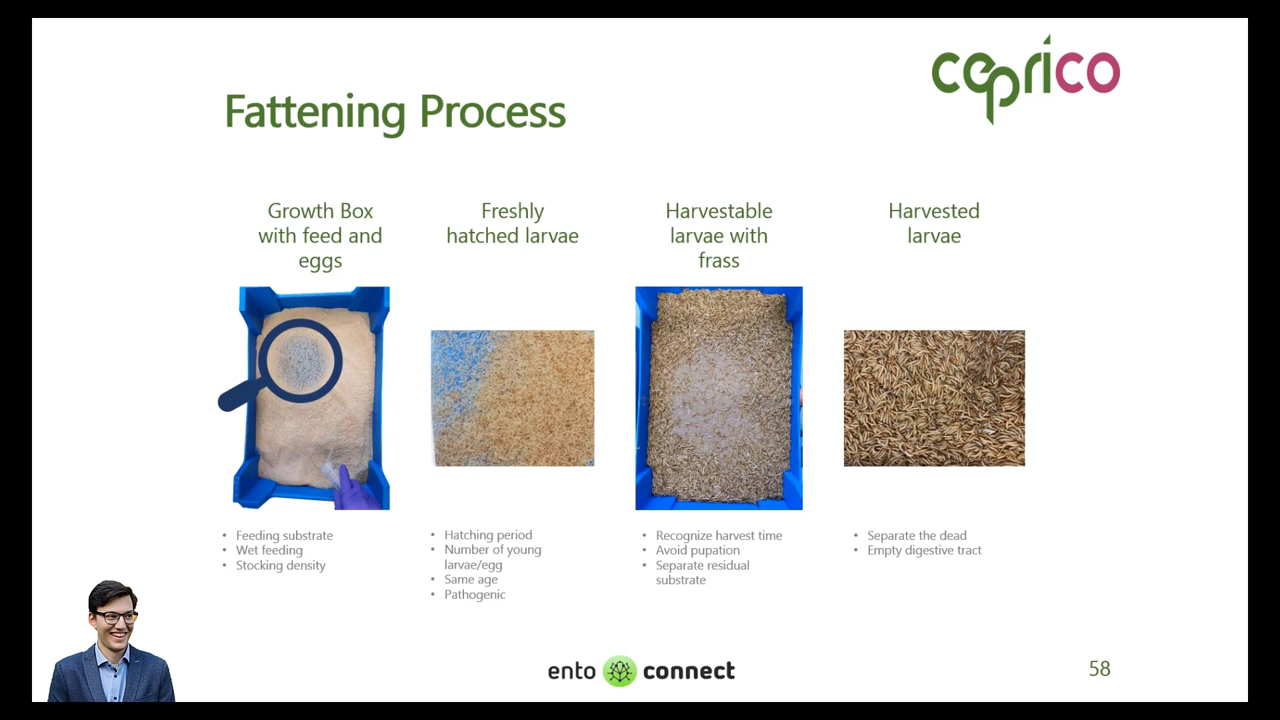 ceprico
Fattening Process
Growth Box
with feed and
eggs
Freshly
hatched larvae
Harvestable
larvae with
frass
Harvested
larvae
• Feeding substrate
• Wet feeding
• Stocking density
• Hatching period
• Number of young
larvae/egg
• Same age
• Pathogenic
• Recognize harvest time
• Avoid pupation
• Separate residual
substrate
• Separate the dead
• Empty digestive tract
ento connect
58